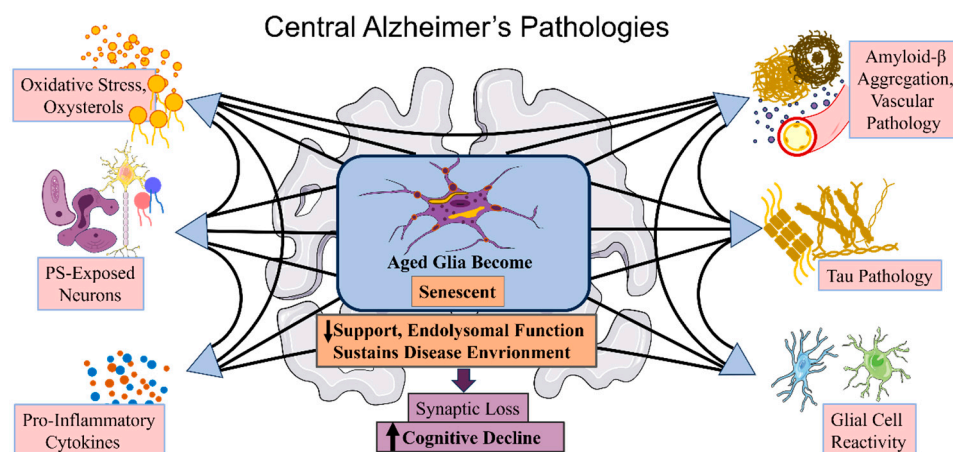 Central Alzheimer's Pathologies
Oxidative Stress,
Oxysterols
Amyloid-β
Aggregation,
Vascular
Pathology
PS-Exposed
Neurons
Aged Glia Become
Senescent
Tau Pathology
↓Support, Endolysomal Function
Sustains Disease Envrionment
Pro-Inflammatory
Cytokines
Synaptic Loss
↑Cognitive Decline
Glial Cell
Reactivity